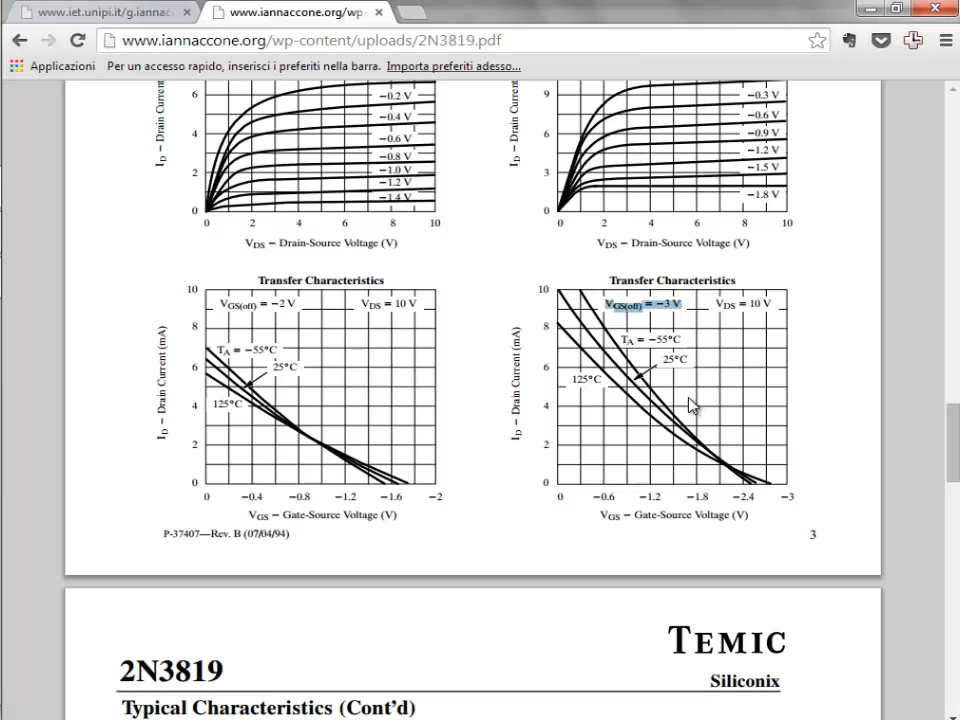 www.iet.unipi.it/g.iannac
www.iannaccone.org/wp-
www.iannaccone.org/wp-content/uploads/2N3819.pdf
Applicazioni Per un accesso rapido, inserisci i preferiti nella barra. Importa preferiti adesso...
I_D – Drain Current
6
4
2
0
−0.2 V
−0.4 V
−0.6 V
−0.8 V
−1.0 V
−1.2 V
−1.4 V
0 2 4 6 8 10
V_DS – Drain-Source Voltage (V)
I_D – Drain Current
9
6
3
0
−0.3 V
−0.6 V
−0.9 V
−1.2 V
−1.5 V
−1.8 V
0 2 4 6 8 10
V_DS – Drain-Source Voltage (V)
Transfer Characteristics
I_D – Drain Current (mA)
10
8
6
4
2
0
V_GS(off) = −2 V V_DS = 10 V
T_A = −55°C
25°C
125°C
0 −0.4 −0.8 −1.2 −1.6 −2
V_GS – Gate-Source Voltage (V)
Transfer Characteristics
I_D – Drain Current (mA)
10
8
6
4
2
0
V_GS(off) = −3 V V_DS = 10 V
T_A = −55°C
25°C
125°C
0 −0.6 −1.2 −1.8 −2.4 −3
V_GS – Gate-Source Voltage (V)
P-37407—Rev. B (07/04/94) 3
TEMIC
2N3819
Siliconix
Typical Characteristics (Cont'd)